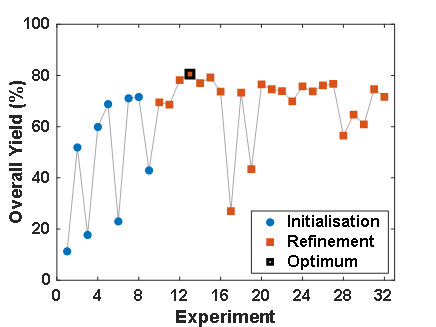 100
80
60
40
20
0
Overall Yield (%)
0 4 8 12 16 20 24 28 32
Experiment
Initialisation
Refinement
Optimum